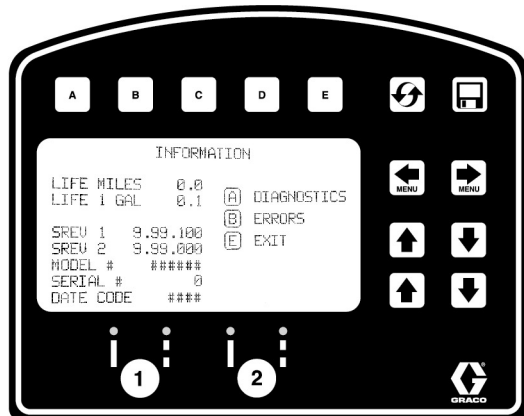 A B C D E
INFORMATION
LIFE MILES 0.0
LIFE 1 GAL 0.1
A DIAGNOSTICS
B ERRORS
E EXIT
SREV 1 9.99.100
SREV 2 9.99.000
MODEL # ######
SERIAL # 0
DATE CODE ####
MENU MENU
1 2
GRACO